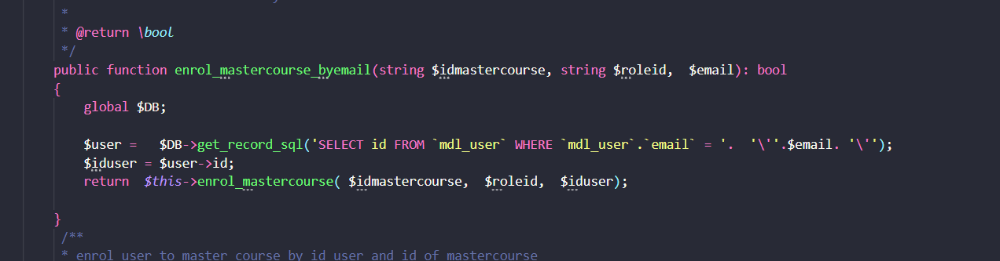 *
* @return \bool
*/
public function enrol_mastercourse_byemail(string $idmastercourse, string $roleid,  $email): bool
{
global $DB;
$user =   $DB->get_record_sql('SELECT id FROM `mdl_user` WHERE `mdl_user`.`email` = '.  '\''.$email. '\'');
$iduser = $user->id;
return  $this->enrol_mastercourse( $idmastercourse,  $roleid,  $iduser);
}
/**
* enrol user to master course by id user and id of mastercourse